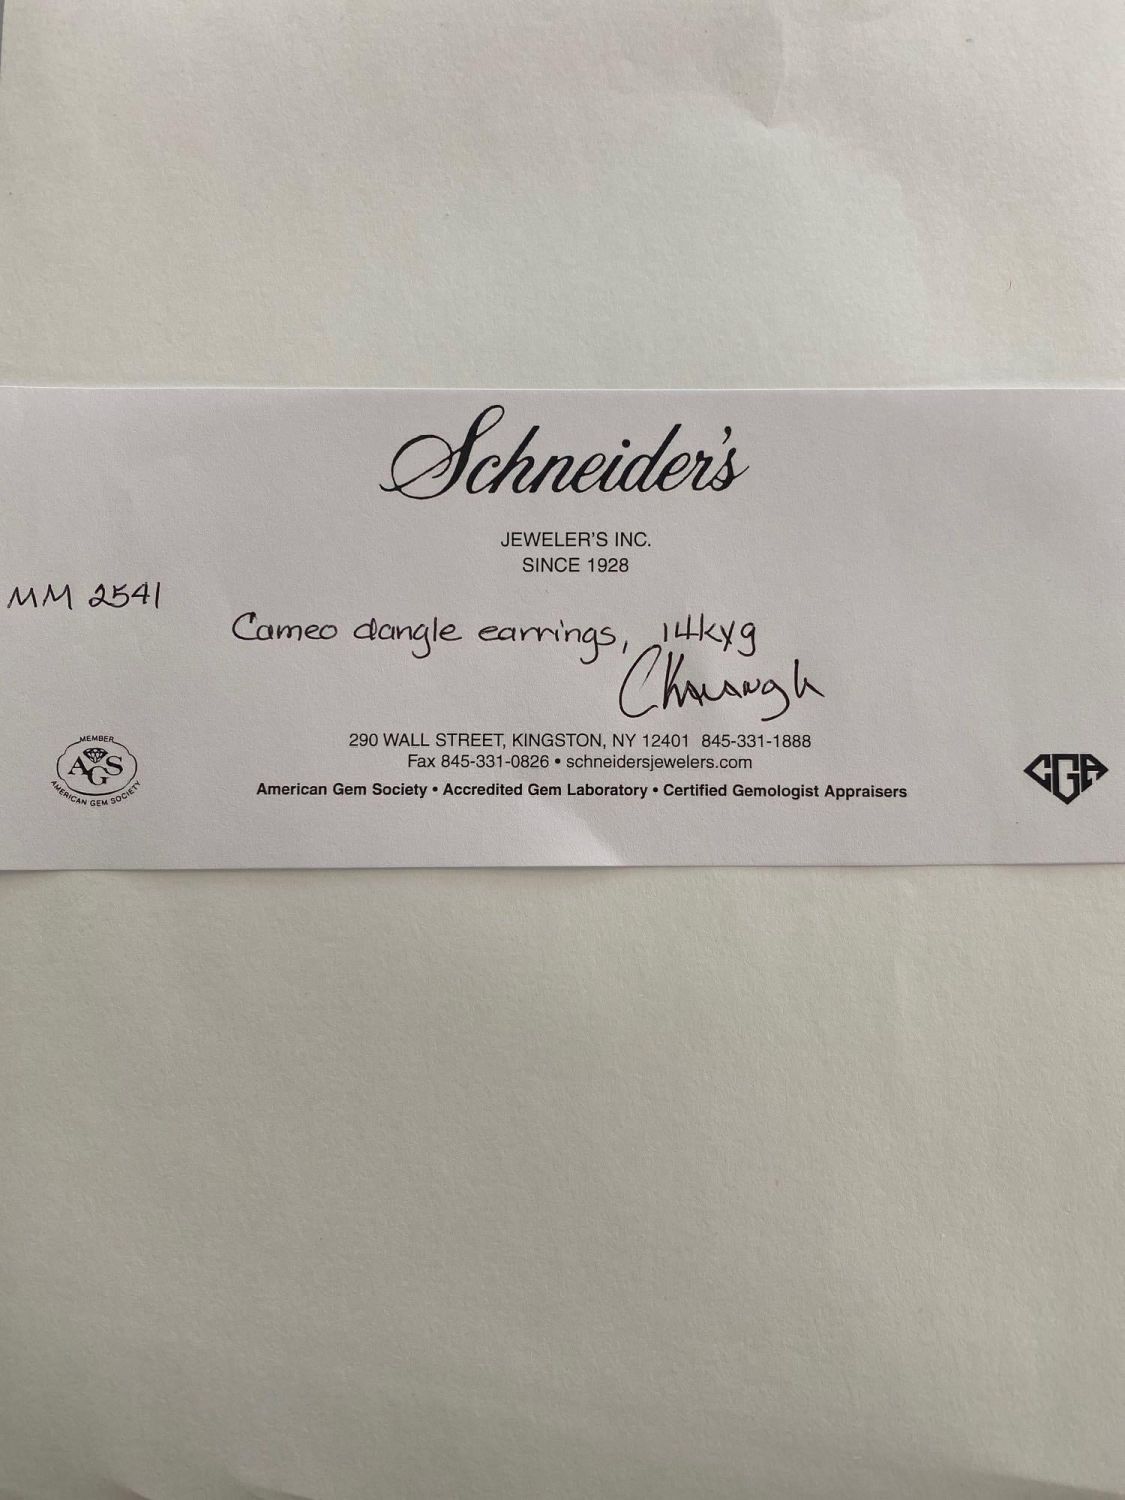 Schneider's
JEWELER'S INC.
SINCE 1928
MM 2541
Cameo dangle earrings, 14kyg
290 WALL STREET, KINGSTON, NY 12401 845-331-1888
Fax 845-331-0826 • schneidersjewelers.com
American Gem Society • Accredited Gem Laboratory • Certified Gemologist Appraisers
MEMBER
AGS
AMERICAN GEM SOCIETY
CGA